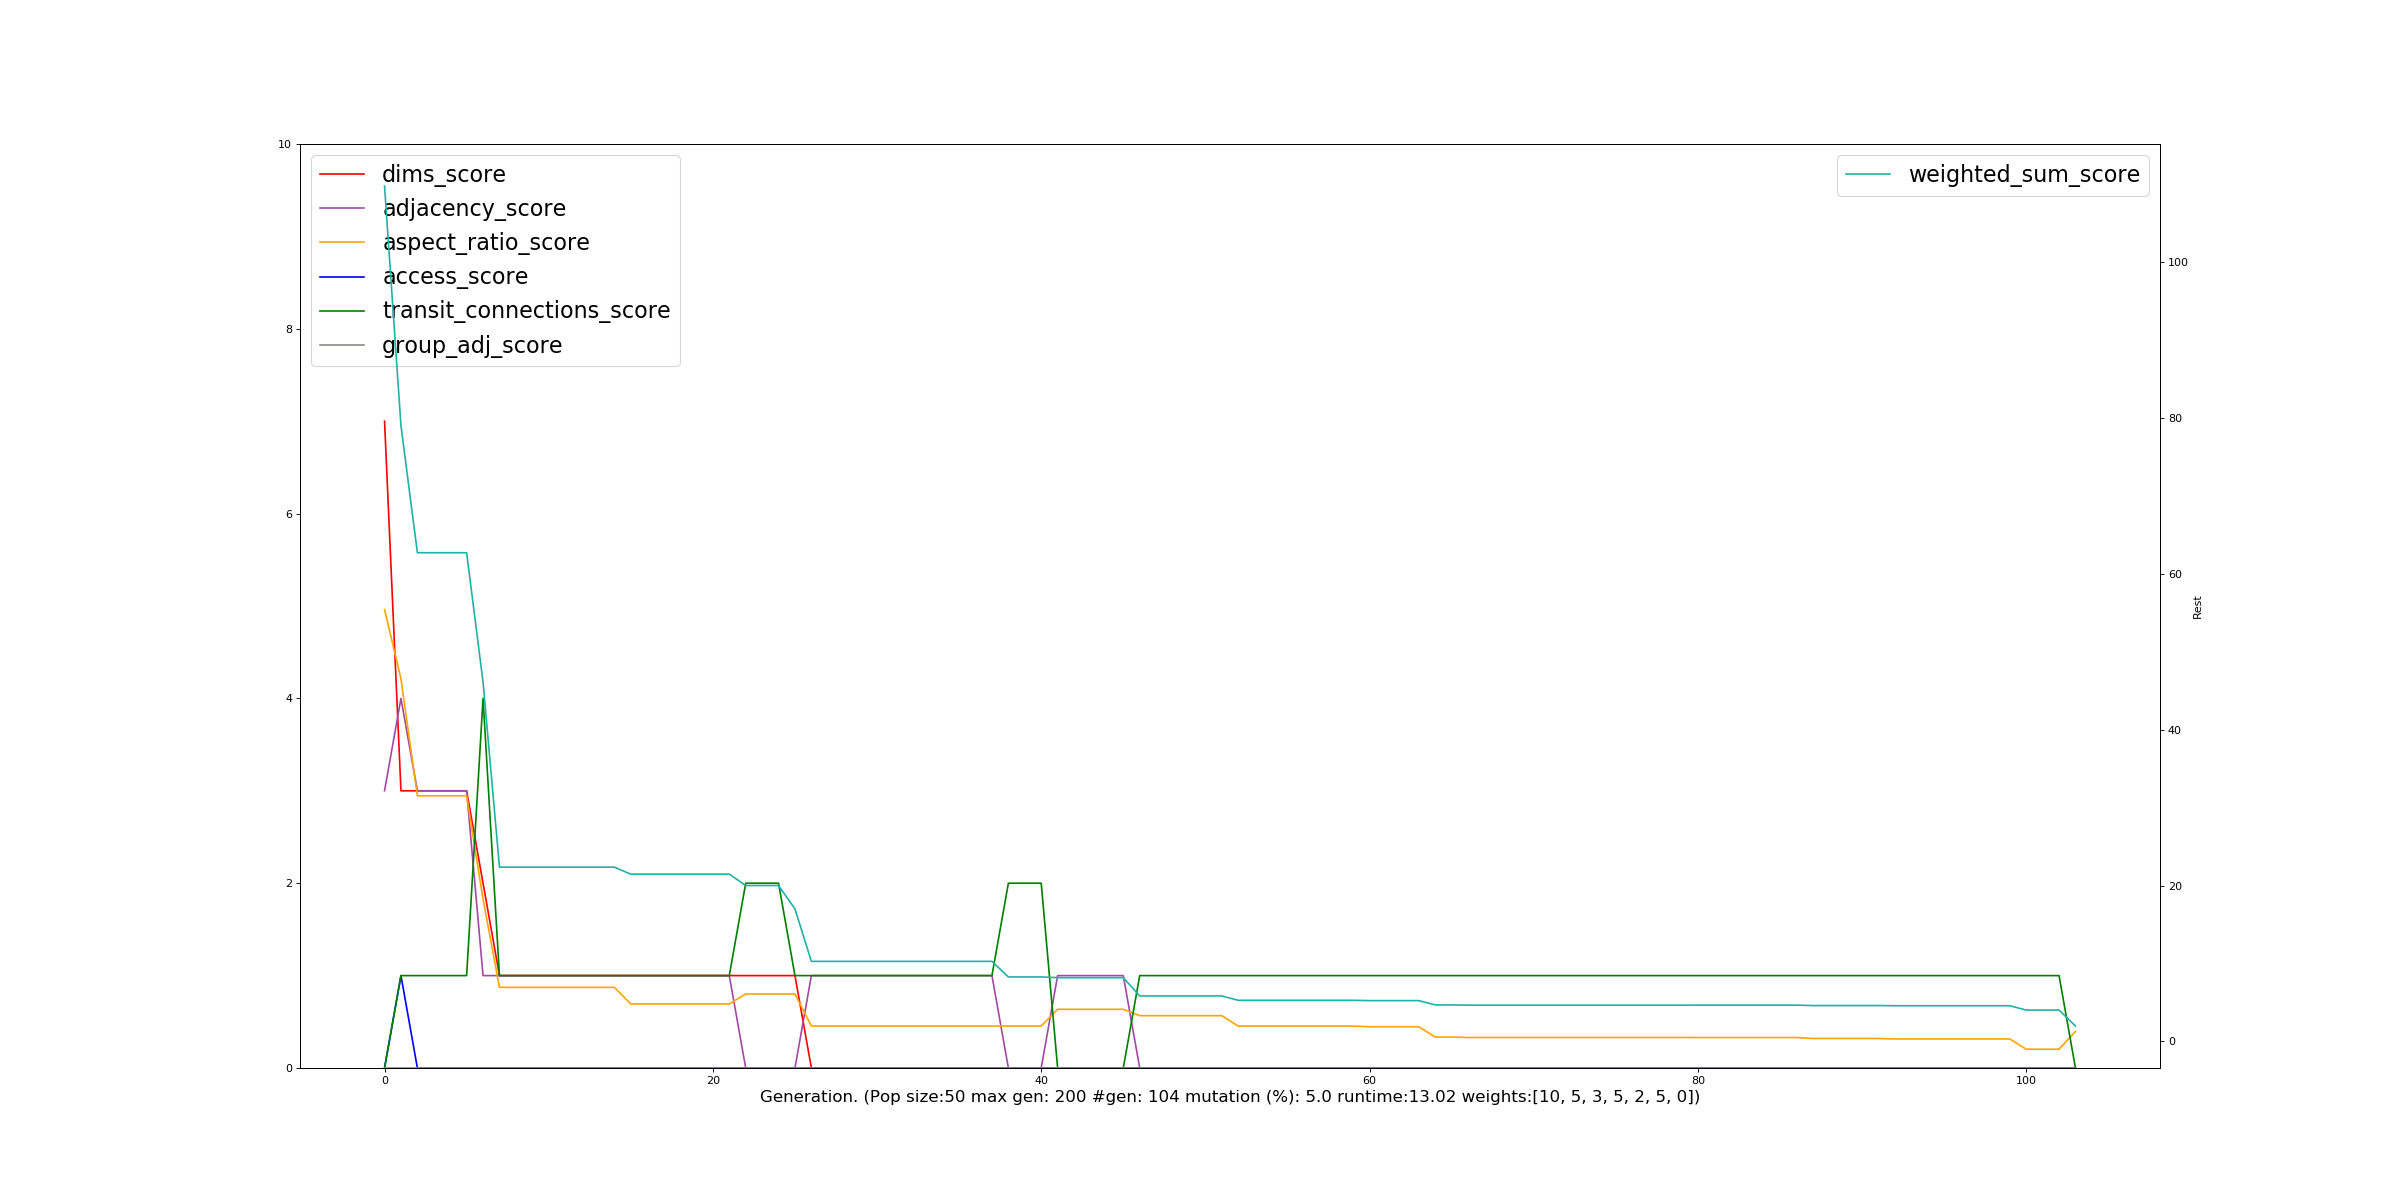 10
8
6
4
2
0
dims_score
adjacency_score
aspect_ratio_score
access_score
transit_connections_score
group_adj_score
weighted_sum_score
100
80
60
40
20
0
Rest
0 20 40 60 80 100
Generation. (Pop size:50 max gen: 200 #gen: 104 mutation (%): 5.0 runtime:13.02 weights:[10, 5, 3, 5, 2, 5, 0])